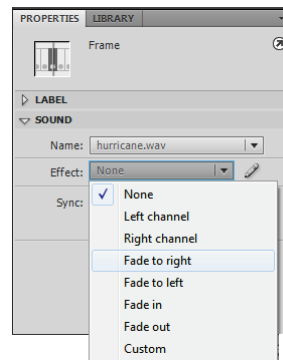 PROPERTIES LIBRARY
Frame
LABEL
SOUND
Name: hurricane.wav
Effect: None
Sync:
None
Left channel
Right channel
Fade to right
Fade to left
Fade in
Fade out
Custom